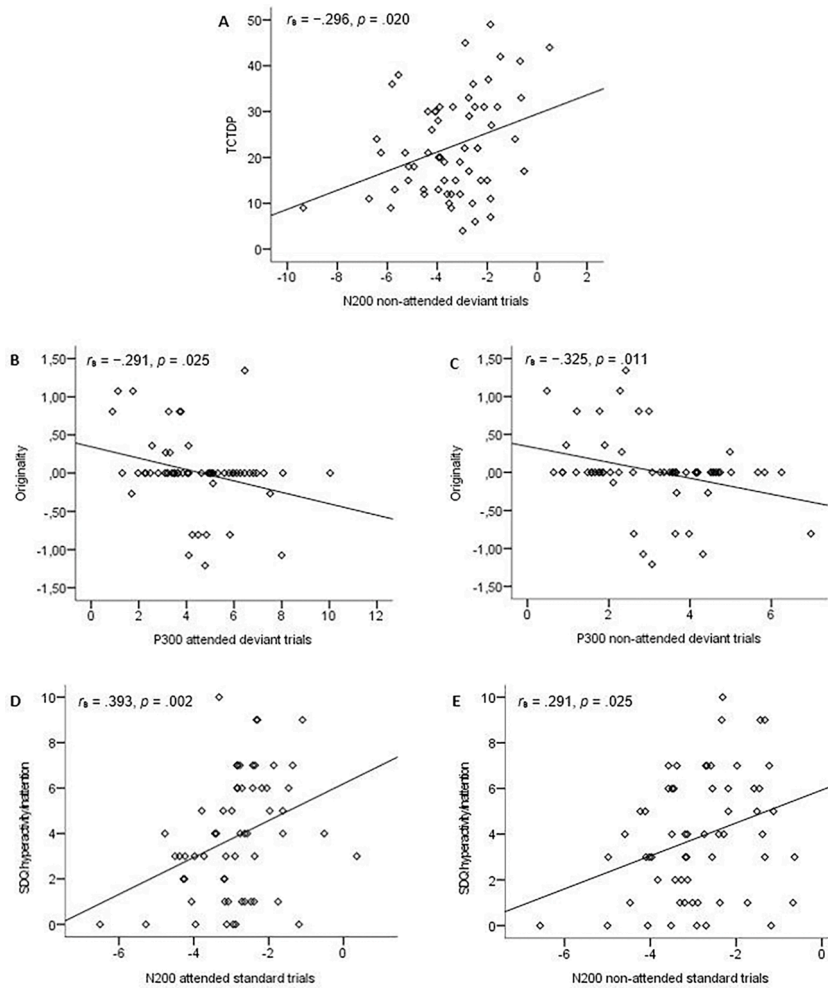 A
rₛ = −.296, p = .020
50
40
30
20
10
0
TCTDP
-10 -8 -6 -4 -2 0 2
N200 non-attended deviant trials
B
rₛ = −.291, p = .025
1,50
1,00
,50
,00
-,50
-1,00
-1,50
Originality
0 2 4 6 8 10 12
P300 attended deviant trials
C
rₛ = −.325, p = .011
1,50
1,00
,50
,00
-,50
-1,00
-1,50
Originality
0 2 4 6
P300 non-attended deviant trials
D
rₛ = .393, p = .002
10
8
6
4
2
0
SDQ hyperactivity/inattention
-6 -4 -2 0
N200 attended standard trials
E
rₛ = .291, p = .025
10
8
6
4
2
0
SDQ hyperactivity/inattention
-6 -4 -2 0
N200 non-attended standard trials